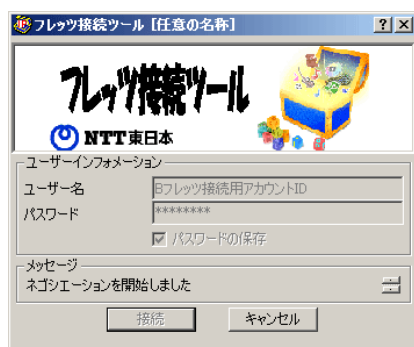 フレッツ接続ツール [任意の名称]
フレッツ接続ツール
NTT東日本
ユーザーインフォメーション
ユーザー名 Bフレッツ接続用アカウントID
パスワード ********
パスワードの保存
メッセージ
ネゴシエーションを開始しました
接続 キャンセル